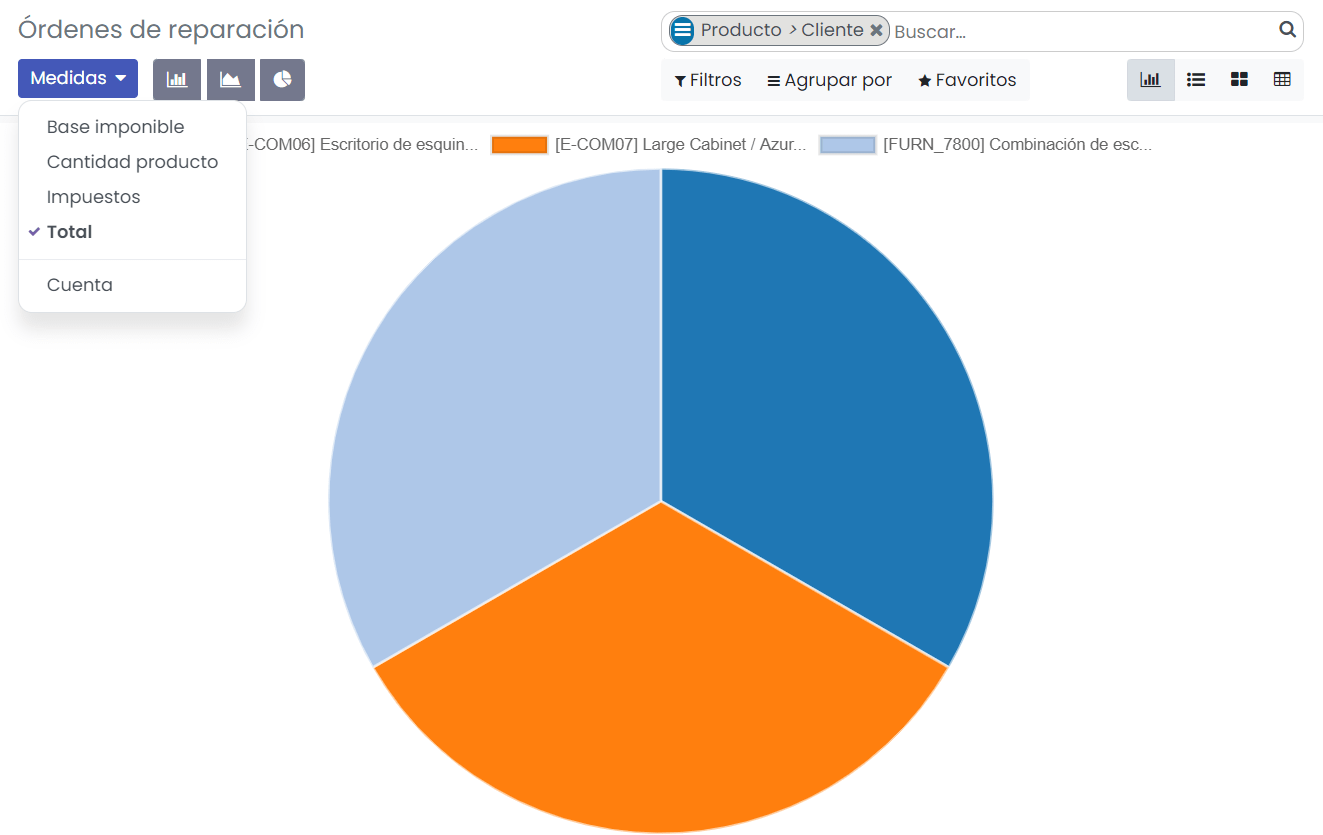 Órdenes de reparación
Producto > Cliente
Buscar...
Medidas
Filtros
Agrupar por
Favoritos
Base imponible
Cantidad producto
Impuestos
Total
Cuenta
-COM06] Escritorio de esquin...
[E-COM07] Large Cabinet / Azur...
[FURN_7800] Combinación de esc...